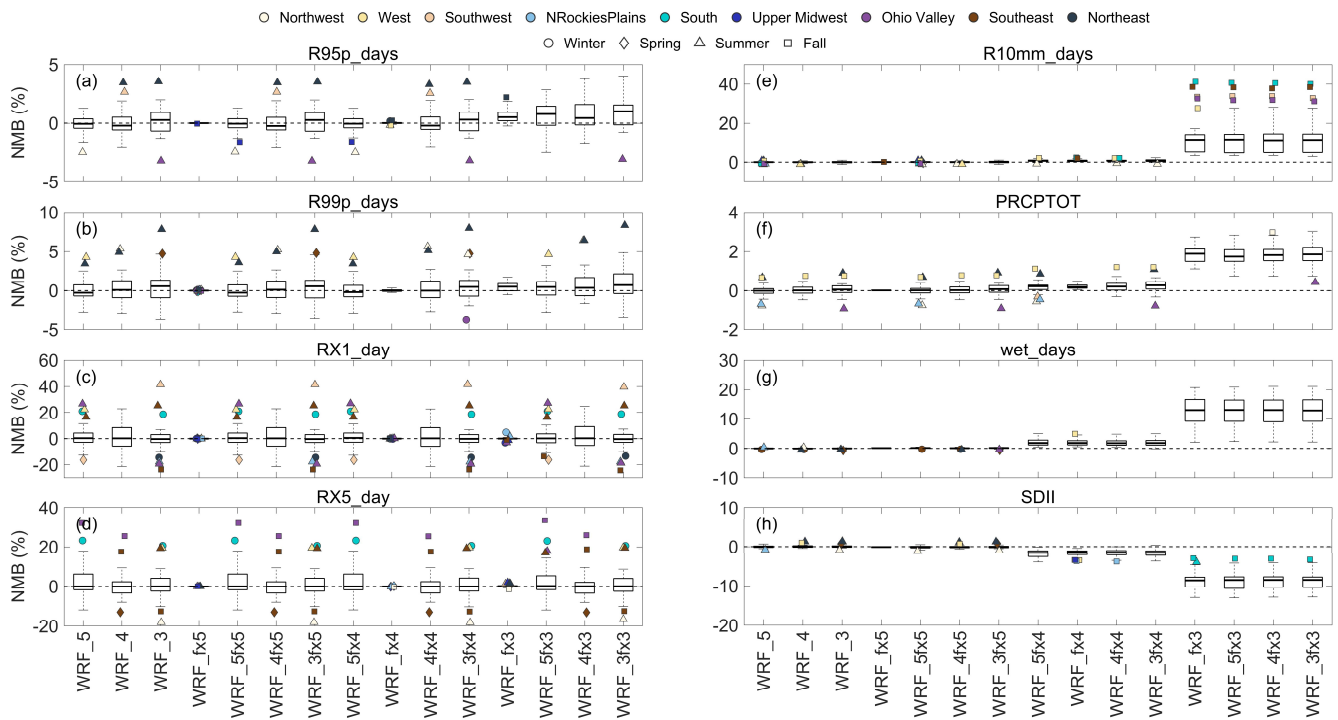 Northwest West Southwest NRockiesPlains South Upper Midwest Ohio Valley Southeast Northeast
Winter Spring Summer Fall
R95p_days
(a)
NMB (%)
5
0
-5
R99p_days
(b)
NMB (%)
10
5
0
-5
RX1_day
(c)
NMB (%)
60
40
20
0
-20
RX5_day
(d)
NMB (%)
40
20
0
-20
WRF_5
WRF_4
WRF_3
WRF_fx5
WRF_5fx5
WRF_4fx5
WRF_3fx5
WRF_5fx4
WRF_fx4
WRF_4fx4
WRF_3fx4
WRF_fx3
WRF_5fx3
WRF_4fx3
WRF_3fx3
R10mm_days
(e)
40
20
0
PRCPTOT
(f)
4
2
0
-2
wet_days
(g)
30
20
10
0
-10
SDII
(h)
10
0
-10
-20
WRF_5
WRF_4
WRF_3
WRF_fx5
WRF_5fx5
WRF_4fx5
WRF_3fx5
WRF_5fx4
WRF_fx4
WRF_4fx4
WRF_3fx4
WRF_fx3
WRF_5fx3
WRF_4fx3
WRF_3fx3